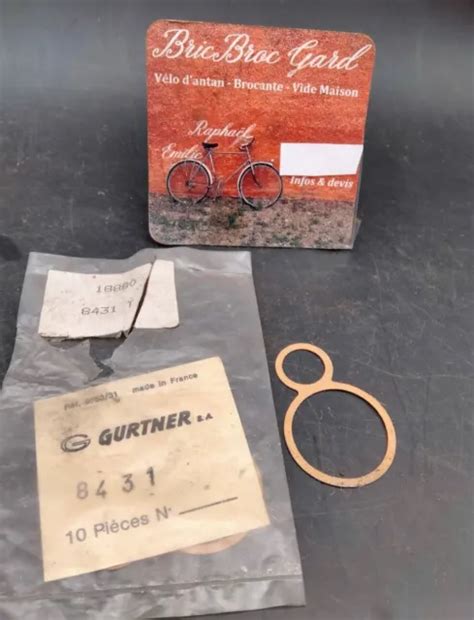 BricBroc Gard
Vélo d'antan - Brocante - Vide Maison
Raphaël
Emilie
Infos & devis
18880
8431 Y
made in France
GURTNER S.A
8431
10 Pièces N